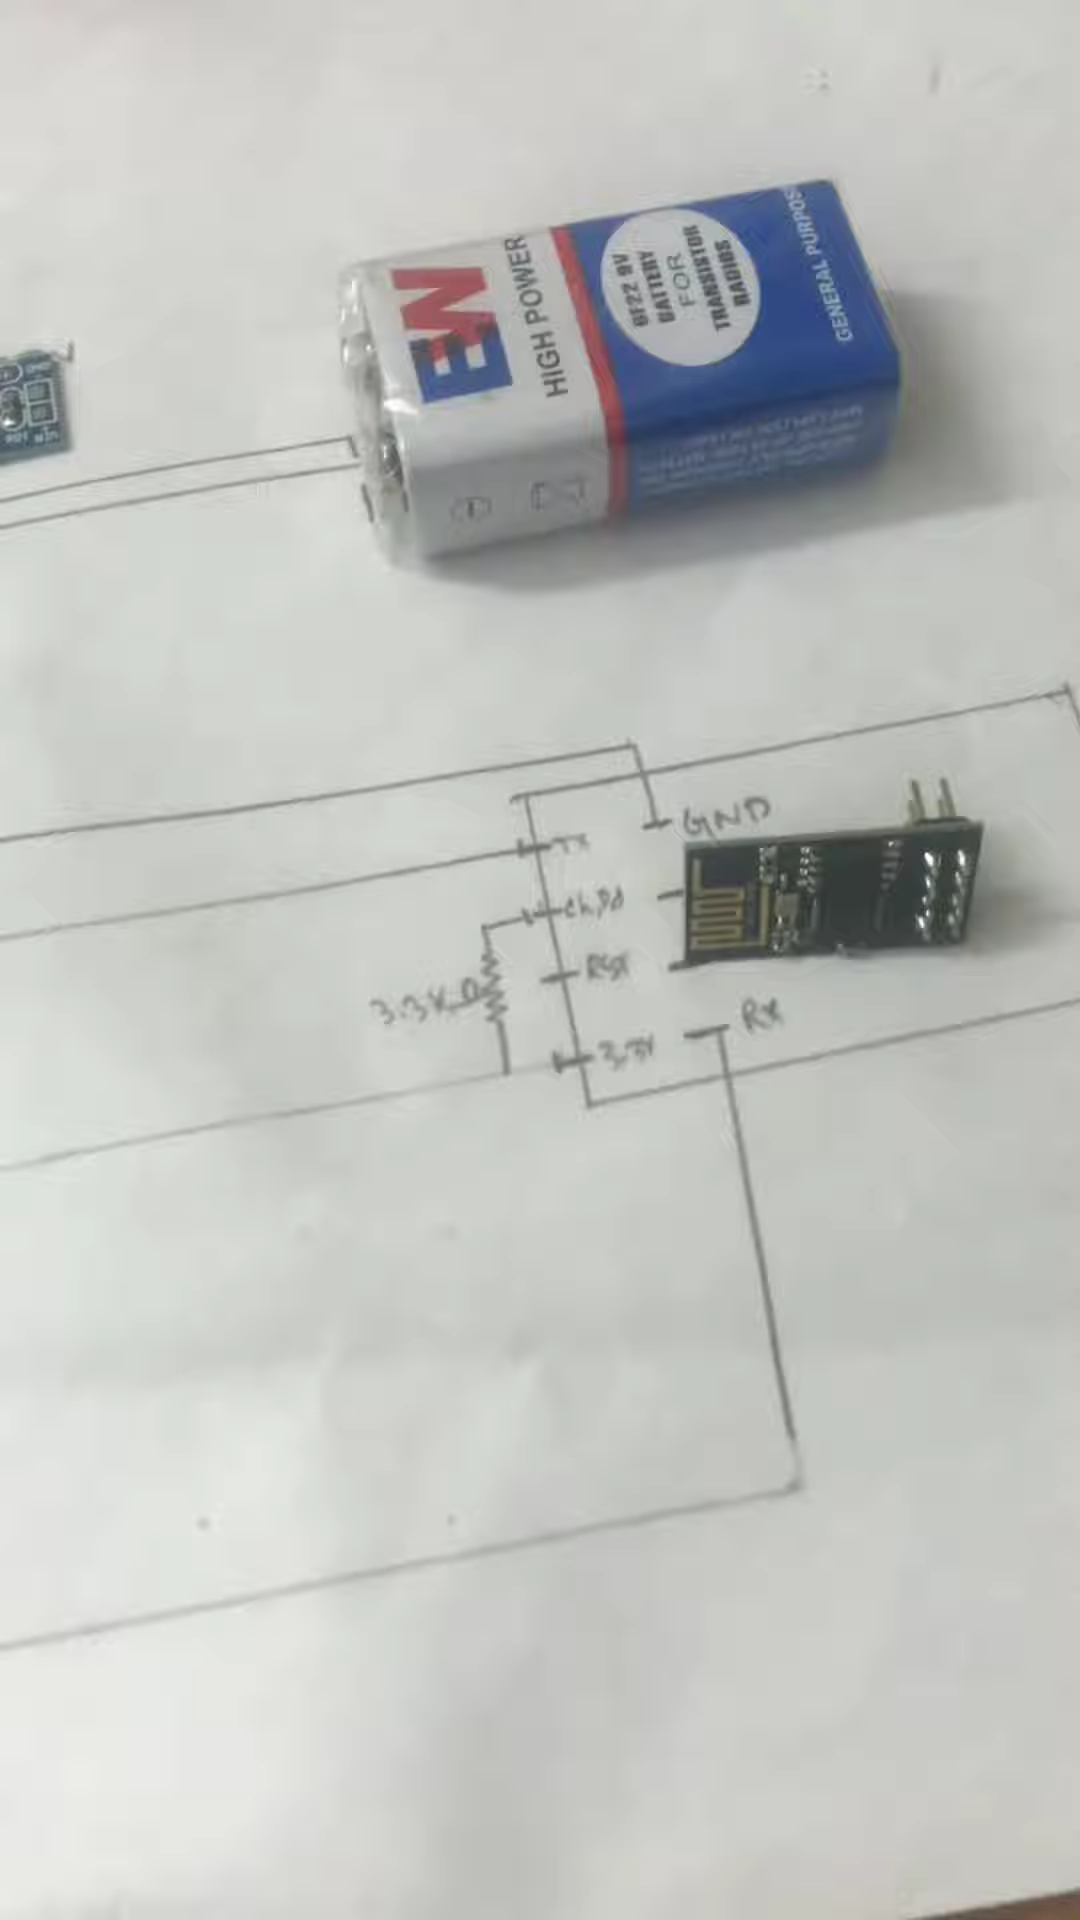 EW
HIGH POWER
6F22 9V
BATTERY
FOR
TRANSISTOR
RADIOS
GENERAL PURPOSE
GND
TX
Ch,Pd
RST
3.3K
3.3V
RX